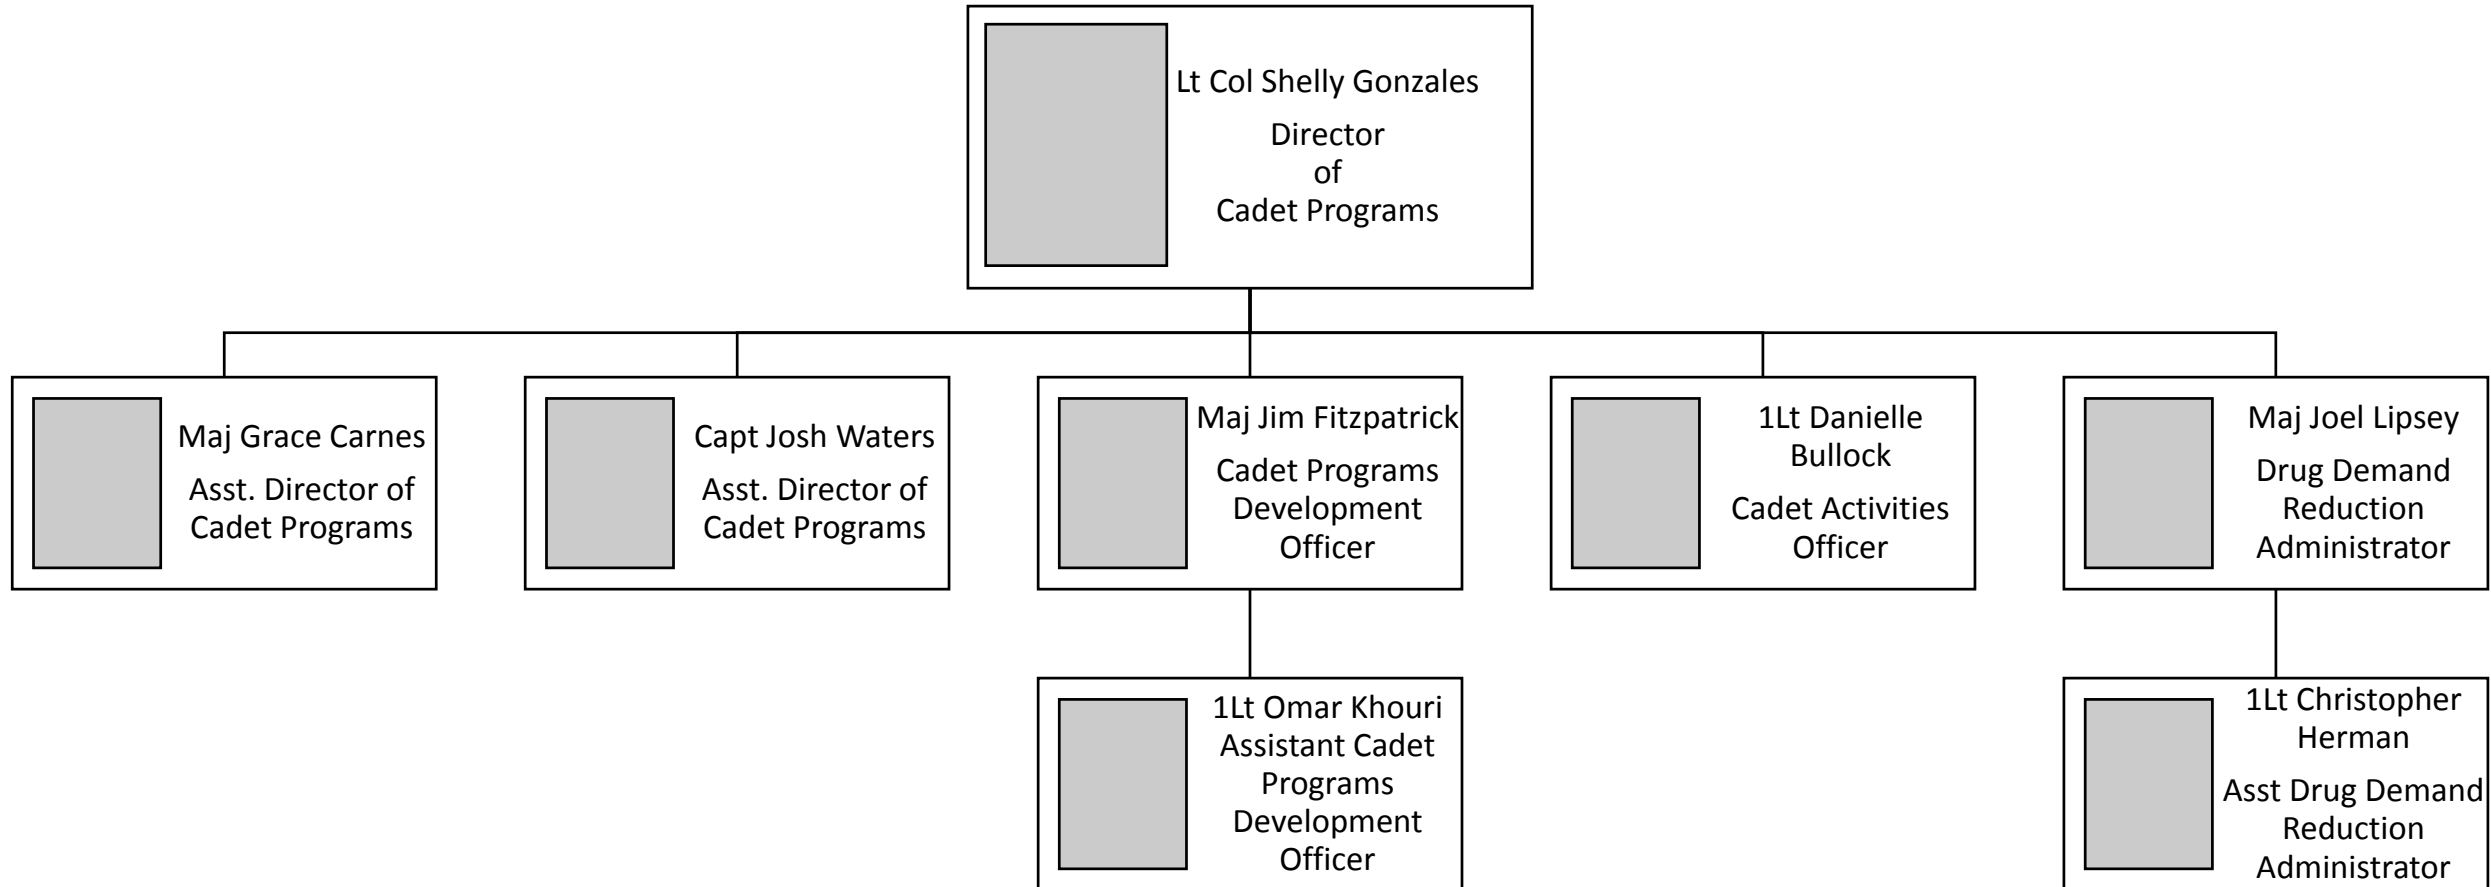 Lt Col Shelly Gonzales
Director
of
Cadet Programs
Maj Grace Carnes
Asst. Director of
Cadet Programs
Capt Josh Waters
Asst. Director of
Cadet Programs
Maj Jim Fitzpatrick
Cadet Programs
Development
Officer
1Lt Danielle
Bullock
Cadet Activities
Officer
Maj Joel Lipsey
Drug Demand
Reduction
Administrator
1Lt Omar Khouri
Assistant Cadet
Programs
Development
Officer
1Lt Christopher
Herman
Asst Drug Demand
Reduction
Administrator